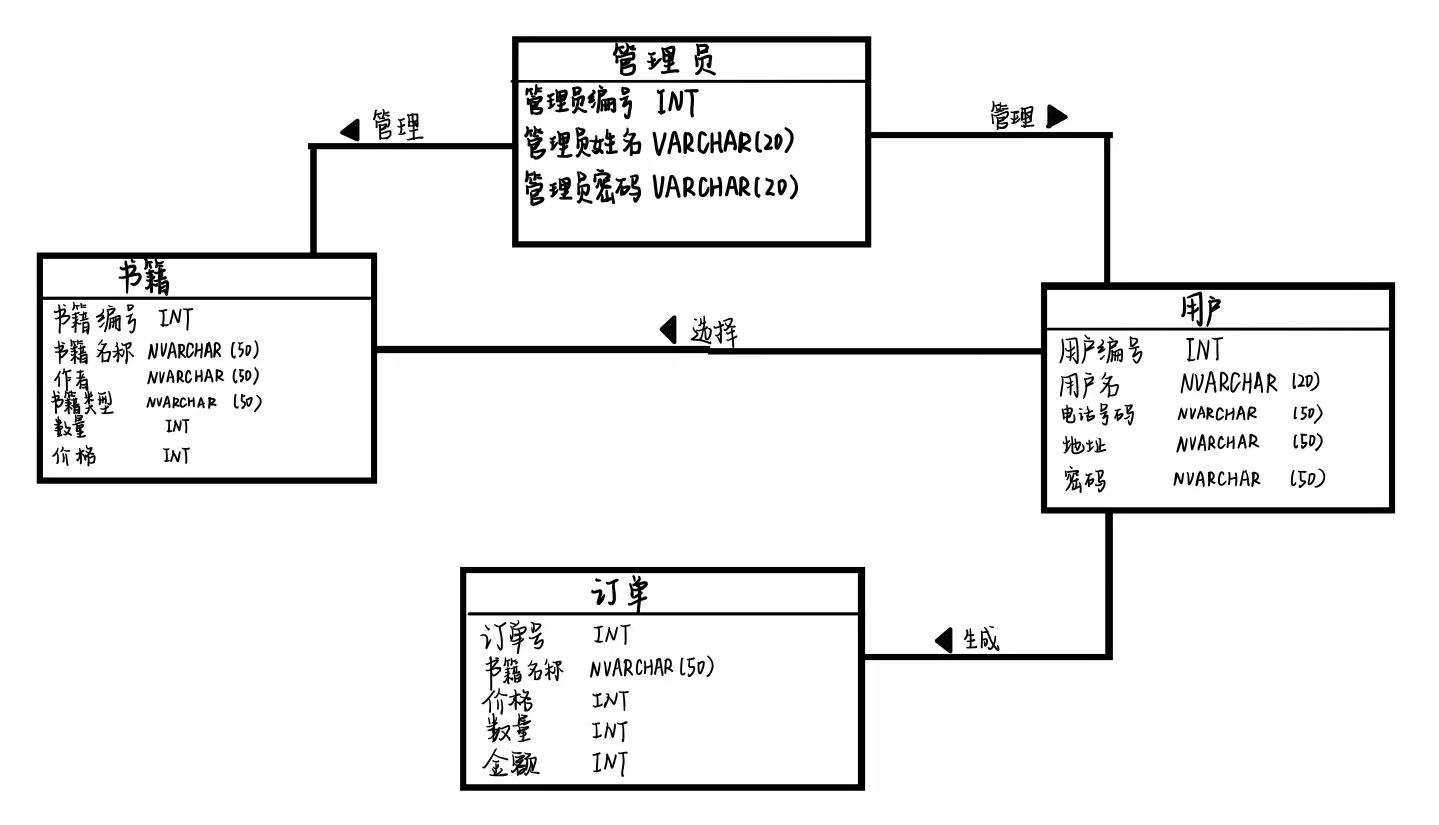 管理员
管理员编号 INT
管理员姓名 VARCHAR(20)
管理员密码 VARCHAR(20)
管理
管理
书籍
书籍编号 INT
书籍名称 NVARCHAR(50)
作者 NVARCHAR(50)
书籍类型 NVARCHAR (50)
数量 INT
价格 INT
选择
用户
用户编号 INT
用户名 NVARCHAR (20)
电话号码 NVARCHAR (50)
地址 NVARCHAR (50)
密码 NVARCHAR (50)
生成
订单
订单号 INT
书籍名称 NVARCHAR(50)
价格 INT
数量 INT
金额 INT